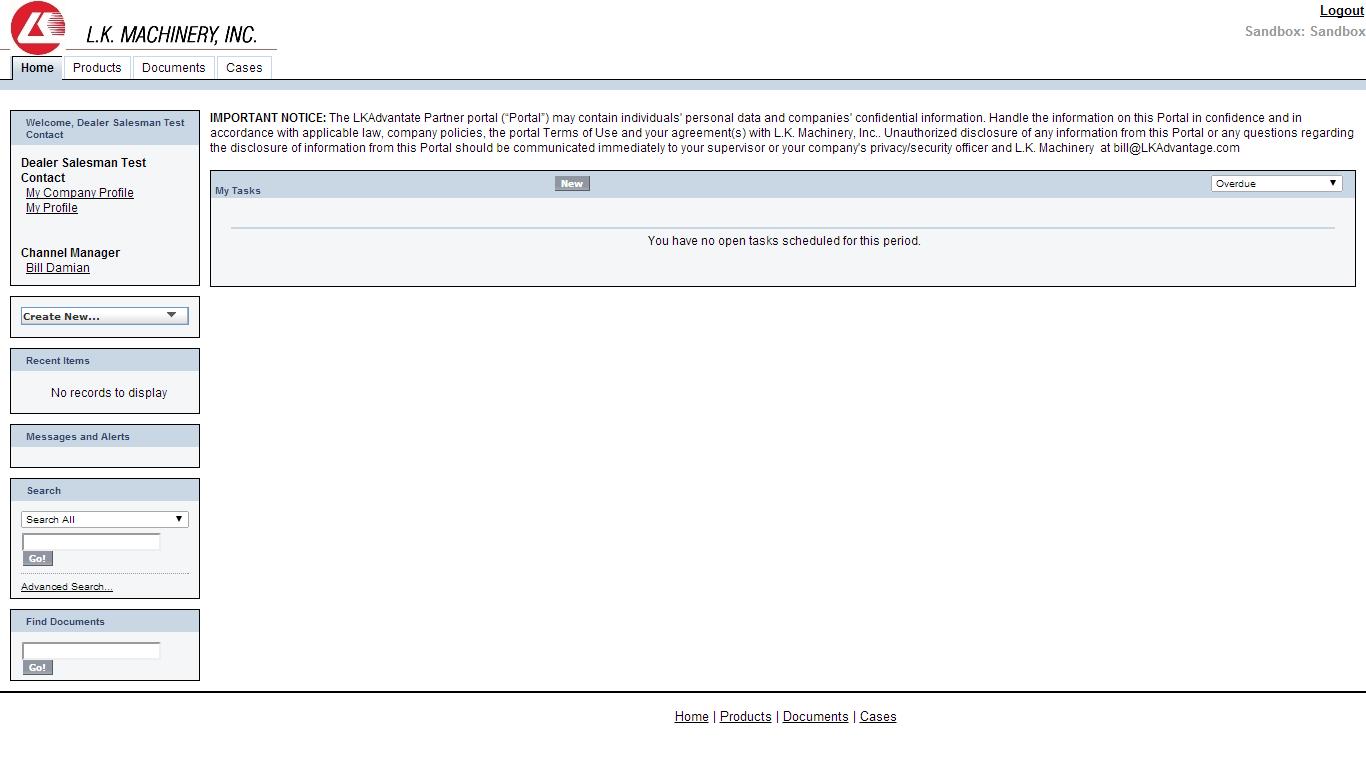 Logout
L.K. MACHINERY, INC.
Sandbox: Sandbox
Home Products Documents Cases
Welcome, Dealer Salesman Test
Contact
Dealer Salesman Test
Contact
My Company Profile
My Profile
Channel Manager
Bill Damian
Create New...
Recent Items
No records to display
Messages and Alerts
Search
Search All
Go!
Advanced Search...
Find Documents
Go!
IMPORTANT NOTICE: The LKAdvantate Partner portal (“Portal”) may contain individuals' personal data and companies' confidential information. Handle the information on this Portal in confidence and in
accordance with applicable law, company policies, the portal Terms of Use and your agreement(s) with L.K. Machinery, Inc.. Unauthorized disclosure of any information from this Portal or any questions regarding
the disclosure of information from this Portal should be communicated immediately to your supervisor or your company's privacy/security officer and L.K. Machinery  at bill@LKAdvantage.com
My Tasks New Overdue
You have no open tasks scheduled for this period.
Home | Products | Documents | Cases